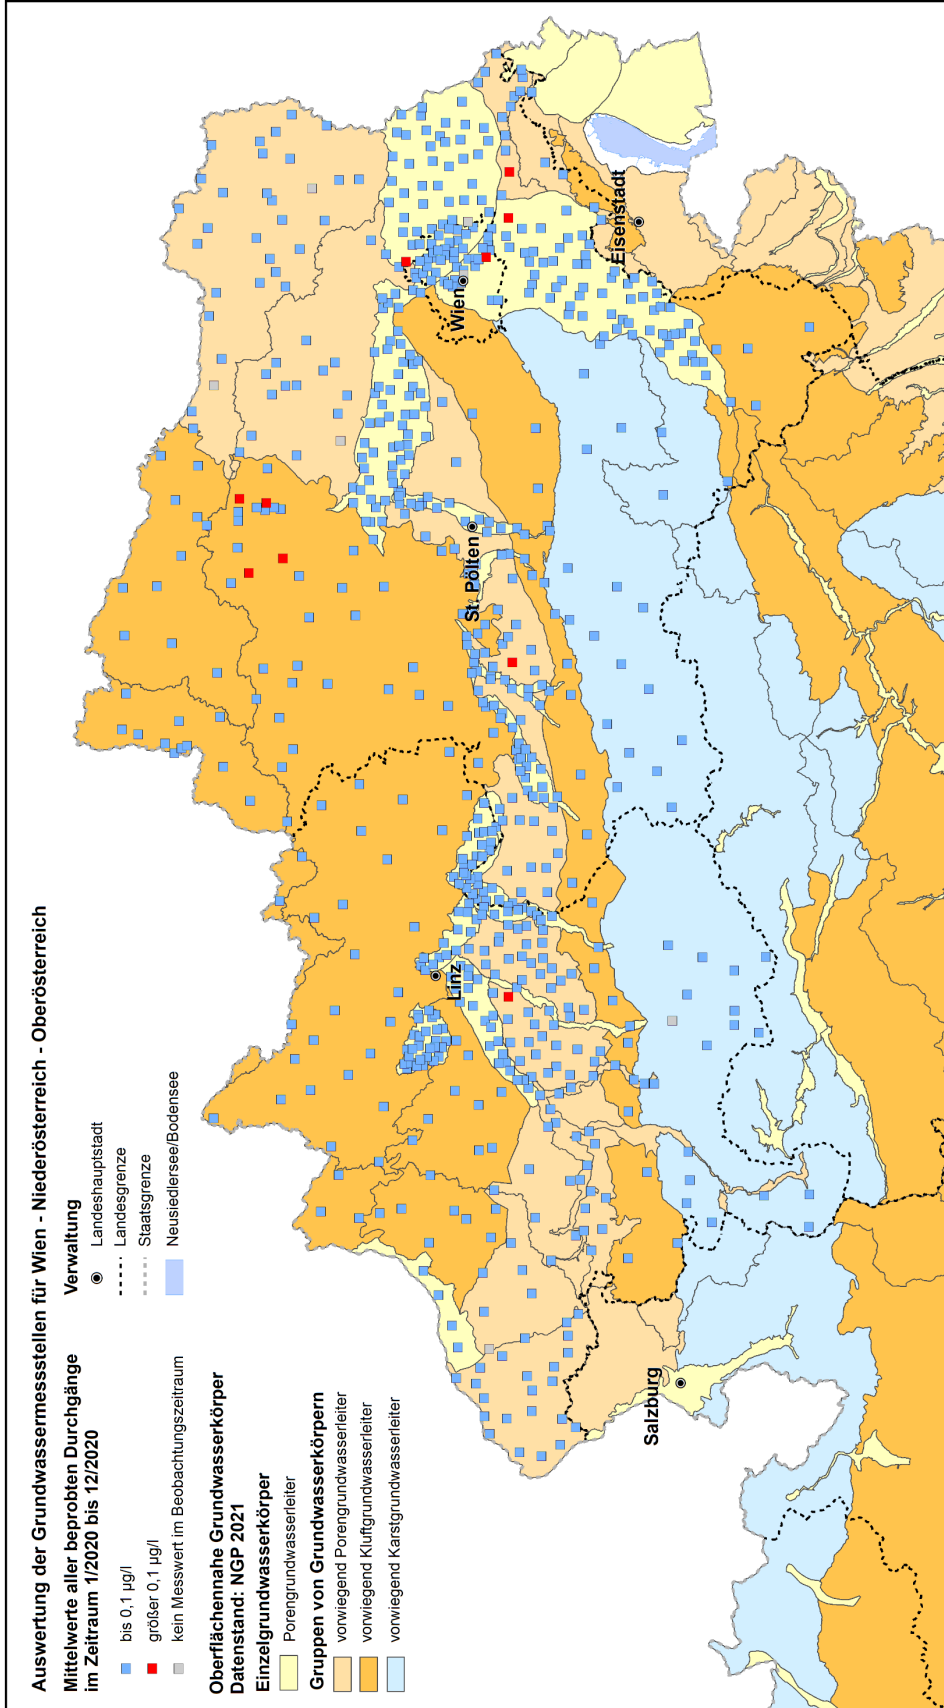 Auswertung der Grundwassermessstellen für Wien - Niederösterreich - Oberösterreich
Mittelwerte aller beprobten Durchgänge
im Zeitraum 1/2020 bis 12/2020
bis 0,1 µg/l
größer 0,1 µg/l
kein Messwert im Beobachtungszeitraum
Verwaltung
Landeshauptstadt
Landesgrenze
Staatsgrenze
Neusiedlersee/Bodensee
Oberflächennahe Grundwasserkörper
Datenstand: NGP 2021
Einzelgrundwasserkörper
Porengrundwasserleiter
Gruppen von Grundwasserkörpern
vorwiegend Porengrundwasserleiter
vorwiegend Kluftgrundwasserleiter
vorwiegend Karstgrundwasserleiter
Linz
St. Pölten
Wien
Eisenstadt
Salzburg